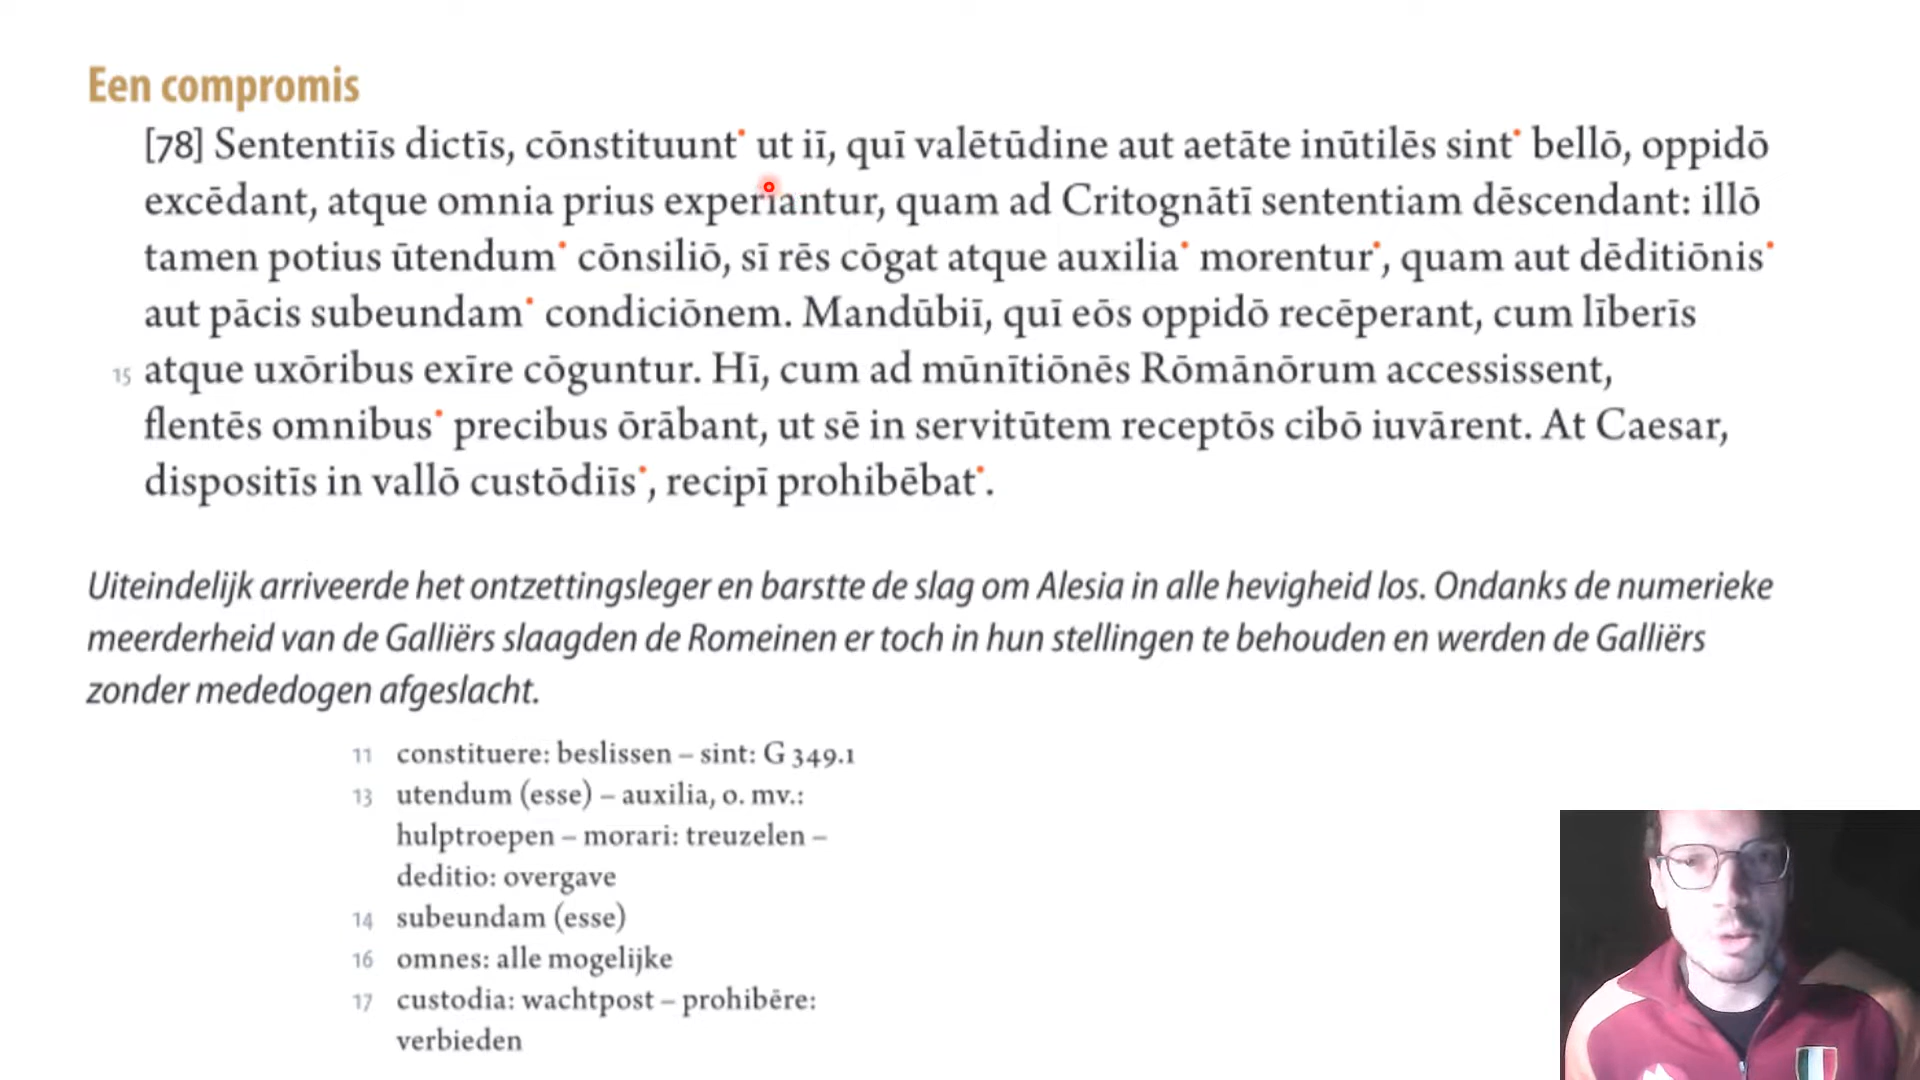 Een compromis
[78] Sententiīs dictīs, cōnstituunt• ut iī, quī valētūdine aut aetāte inūtilēs sint• bellō, oppidō
excēdant, atque omnia prius experiantur, quam ad Critognātī sententiam dēscendant: illō
tamen potius ūtendum• cōnsiliō, sī rēs cōgat atque auxilia• morentur•, quam aut dēditiōnis•
aut pācis subeundam• condiciōnem. Mandūbiī, quī eōs oppidō recēperant, cum līberīs
15 atque uxōribus exīre cōguntur. Hī, cum ad mūnītiōnēs Rōmānōrum accessissent,
flentēs omnibus• precibus ōrābant, ut sē in servitūtem receptōs cibō iuvārent. At Caesar,
dispositīs in vallō custōdiīs•, recipī prohibēbat•.
Uiteindelijk arriveerde het ontzettingsleger en barstte de slag om Alesia in alle hevigheid los. Ondanks de numerieke
meerderheid van de Galliërs slaagden de Romeinen er toch in hun stellingen te behouden en werden de Galliërs
zonder mededogen afgeslacht.
11 constituere: beslissen – sint: G 349.1
13 utendum (esse) – auxilia, o. mv.:
hulptroepen – morari: treuzelen –
deditio: overgave
14 subeundam (esse)
16 omnes: alle mogelijke
17 custodia: wachtpost – prohibēre:
verbieden